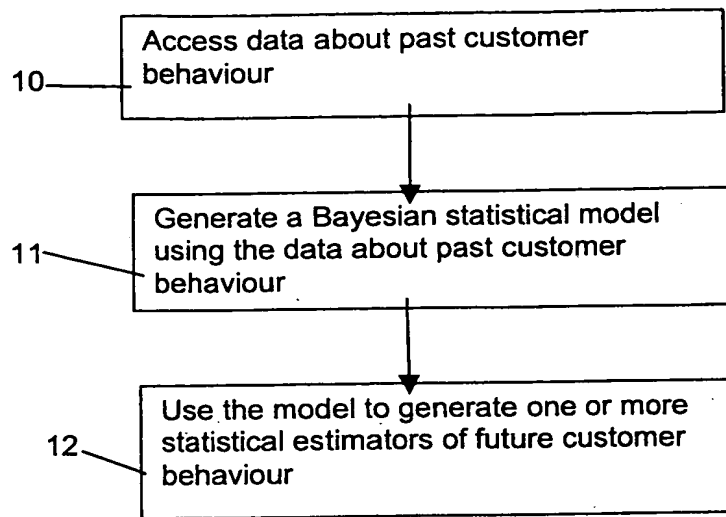 Access data about past customer
behaviour
10
Generate a Bayesian statistical model
using the data about past customer
behaviour
11
Use the model to generate one or more
statistical estimators of future customer
behaviour
12